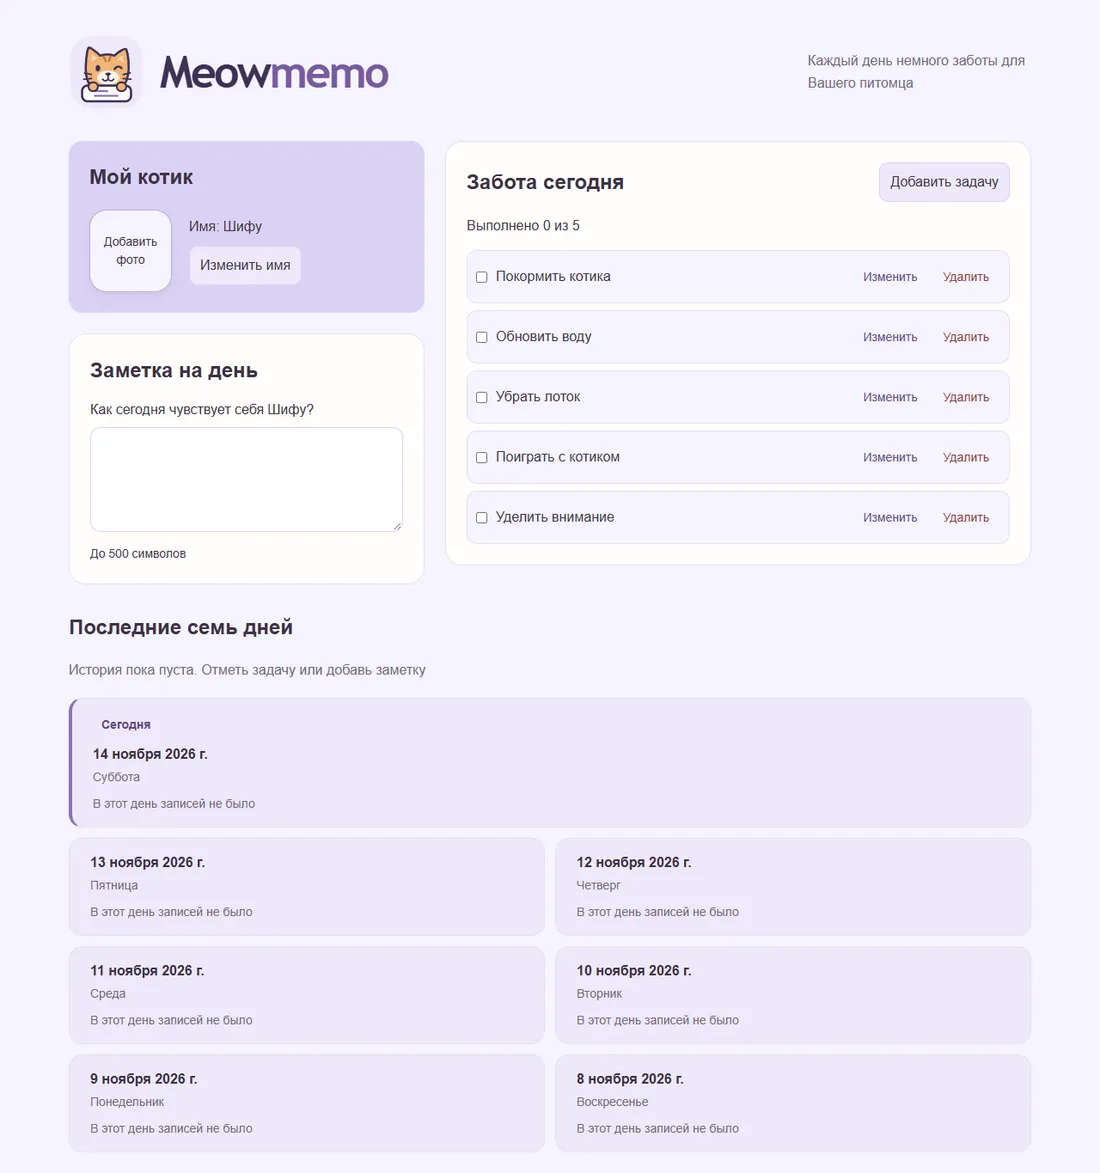 Meowmemo
Каждый день немного заботы для
Вашего питомца
Мой котик
Добавить
фото
Имя: Шифу
Изменить имя
Заметка на день
Как сегодня чувствует себя Шифу?
До 500 символов
Забота сегодня
Добавить задачу
Выполнено 0 из 5
Покормить котика Изменить Удалить
Обновить воду Изменить Удалить
Убрать лоток Изменить Удалить
Поиграть с котиком Изменить Удалить
Уделить внимание Изменить Удалить
Последние семь дней
История пока пуста. Отметь задачу или добавь заметку
Сегодня
14 ноября 2026 г.
Суббота
В этот день записей не было
13 ноября 2026 г.
Пятница
В этот день записей не было
12 ноября 2026 г.
Четверг
В этот день записей не было
11 ноября 2026 г.
Среда
В этот день записей не было
10 ноября 2026 г.
Вторник
В этот день записей не было
9 ноября 2026 г.
Понедельник
В этот день записей не было
8 ноября 2026 г.
Воскресенье
В этот день записей не было